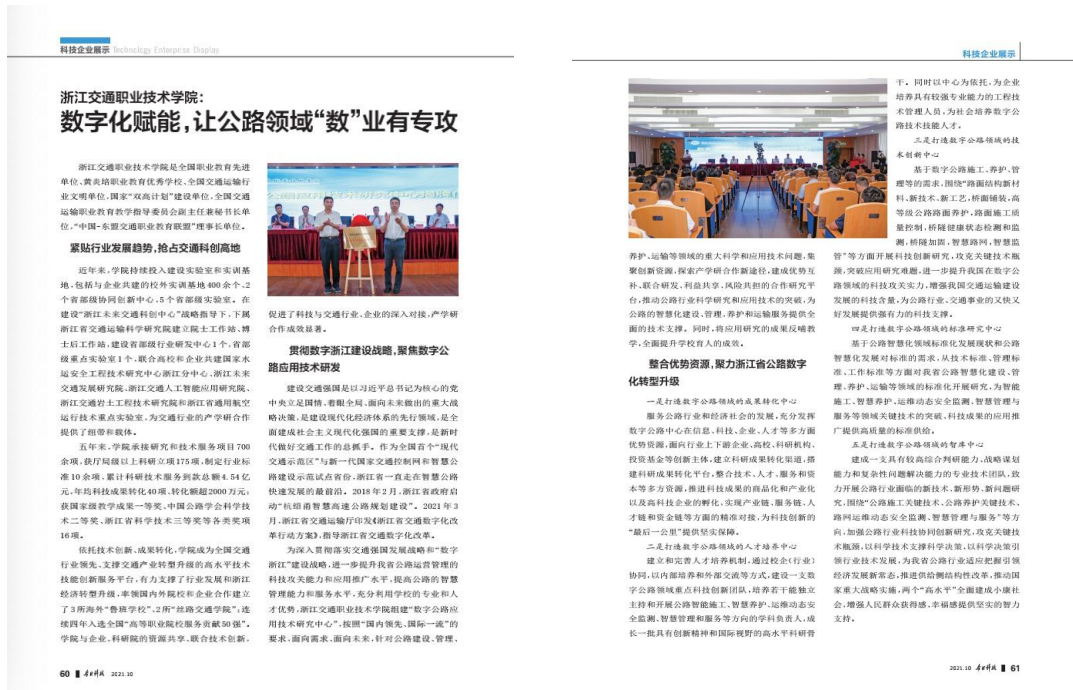 科技企业展示 Technology Enterprise Display
浙江交通职业技术学院：
数字化赋能，让公路领域“数”业有专攻
浙江交通职业技术学院是全国职业教育先进
单位、黄炎培职业教育优秀学校、全国交通运输行
业文明单位，国家“双高计划”建设单位，全国交通
运输职业教育教学指导委员会副主任兼秘书长单
位，“中国-东盟交通职业教育联盟”理事长单位。
紧贴行业发展趋势，抢占交通科创高地
近年来，学院持续投入建设实验室和实训基
地，包括与企业共建的校外实训基地400余个、2
个省部级协同创新中心、5个省部级实验室。在
建设“浙江未来交通科创中心”战略指导下，下属
浙江省交通运输科学研究院建立院士工作站、博
士后工作站，建设省部级行业研发中心1个、省部
级重点实验室1个，联合高校和企业共建国家水
运安全工程技术研究中心浙江分中心、浙江未来
交通发展研究院、浙江交通人工智能应用研究院、
浙江交通岩土工程技术研究院和浙江省通用航空
运行技术重点实验室，为交通行业的产学研合作
提供了纽带和载体。
五年来，学院承接研究和技术服务项目700
余项，获厅局级以上科研立项175项，制定行业标
准10余项，累计科研技术服务到款总额4.54亿
元，年均科技成果转化40项、转化额超2000万元；
获国家级教学成果一等奖、中国公路学会科学技
术二等奖、浙江省科学技术三等奖等各类奖项
16项。
依托技术创新、成果转化，学院成为全国交通
行业领先、支撑交通产业转型升级的高水平技术
技能创新服务平台，有力支撑了行业发展和浙江
经济转型升级，率领国内外院校和企业合作建立
了3所海外“鲁班学校”、2所“丝路交通学院”；连
续四年入选全国“高等职业院校服务贡献50强”。
学院与企业、科研院的资源共享、联合技术创新，
促进了科技与交通行业、企业的深入对接，产学研
合作成效显著。
贯彻数字浙江建设战略，聚焦数字公
路应用技术研发
建设交通强国是以习近平总书记为核心的党
中央立足国情、着眼全局、面向未来做出的重大战
略决策，是建设现代化经济体系的先行领域，是全
面建成社会主义现代化强国的重要支撑，是新时
代做好交通工作的总抓手。作为全国首个“现代
交通示范区”与新一代国家交通控制网和智慧公
路建设示范试点省份，浙江省一直走在智慧公路
快速发展的最前沿。2018年2月，浙江省政府启
动“杭绍甬智慧高速公路规划建设”。2021年3
月，浙江省交通运输厅印发《浙江省交通数字化改
革行动方案》，指导浙江省交通数字化改革。
为深入贯彻落实交通强国发展战略和“数字
浙江”建设战略，进一步提升我省公路运营管理的
科技攻关能力和应用推广水平，提高公路的智慧
管理能力和服务水平，充分利用学校的专业和人
才优势，浙江交通职业技术学院组建“数字公路应
用技术研究中心”，按照“国内领先、国际一流”的
要求，面向需求、面向未来，针对公路建设、管理、
60 今日科技 2021.10
科技企业展示
养护、运输等领域的重大科学和应用技术问题，集
聚创新资源，探索产学研合作新途径，建成优势互
补、联合研发、利益共享、风险共担的合作研究平
台，推动公路行业科学研究和应用技术的突破，为
公路的智慧化建设、管理、养护和运输服务提供全
面的技术支撑。同时，将应用研究的成果反哺教
学，全面提升学校育人的成效。
整合优势资源，聚力浙江省公路数字
化转型升级
一是打造数字公路领域的成果转化中心
服务公路行业和经济社会的发展，充分发挥
数字公路中心在信息、科技、企业、人才等多方面
优势资源，面向行业上下游企业、高校、科研机构、
投资基金等创新主体，建立科研成果转化渠道，搭
建科研成果转化平台，整合技术、人才、服务和资
本等多方资源，推进科技成果的商品化和产业化
以及高科技企业的孵化，实现产业链、服务链、人
才链和资金链等方面的精准对接，为科技创新的
“最后一公里”提供坚实保障。
二是打造数字公路领域的人才培养中心
建立和完善人才培养机制，通过校企（行业）
协同，以内部培养和外部交流等方式，建设一支数
字公路领域重点科技创新团队，培养若干能独立
主持和开展公路智能施工、智慧养护、运维动态安
全监测、智慧管理和服务等方向的学科负责人，成
长一批具有创新精神和国际视野的高水平科研骨
干。同时以中心为依托，为企业
培养具有较强专业能力的工程技
术管理人员，为社会培养数字公
路技术技能人才。
三是打造数字公路领域的技
术创新中心
基于数字公路施工、养护、管
理等的需求，围绕“路面结构新材
料、新技术、新工艺，桥面铺装，高
等级公路路面养护，路面施工质
量控制，桥隧健康状态检测和监
测，桥隧加固，智慧路网，智慧监
管”等方面开展科技创新研究，攻克关键技术瓶
颈，突破应用研究难题，进一步提升我国在数字公
路领域的科技攻关实力，增强我国交通运输建设
发展的科技含量，为公路行业、交通事业的又快又
好发展提供强有力的科技支撑。
四是打造数字公路领域的标准研究中心
基于公路智慧化领域标准化发展现状和公路
智慧化发展对标准的需求，从技术标准、管理标
准、工作标准等方面对我省公路智慧化建设、管
理、养护、运输等领域的标准化开展研究，为智能
施工、智慧养护、运维动态安全监测、智慧管理与
服务等领域关键技术的突破、科技成果的应用推
广提供高质量的标准供给。
五是打造数字公路领域的智库中心
建成一支具有较高综合判研能力、战略谋划
能力和复杂性问题解决能力的专业技术团队，致
力开展公路行业面临的新技术、新形势、新问题研
究，围绕“公路施工关键技术、公路养护关键技术、
路网运维动态安全监测、智慧管理与服务”等方
向，加强公路行业科技协同创新研究，攻克关键技
术瓶颈，以科学技术支撑科学决策，以科学决策引
领行业技术发展，为我省公路行业适应把握引领
经济发展新常态，推进供给侧结构性改革，推动国
家重大战略实施，两个“高水平”全面建成小康社
会，增强人民群众获得感、幸福感提供坚实的智力
支持。
2021.10 今日科技 61